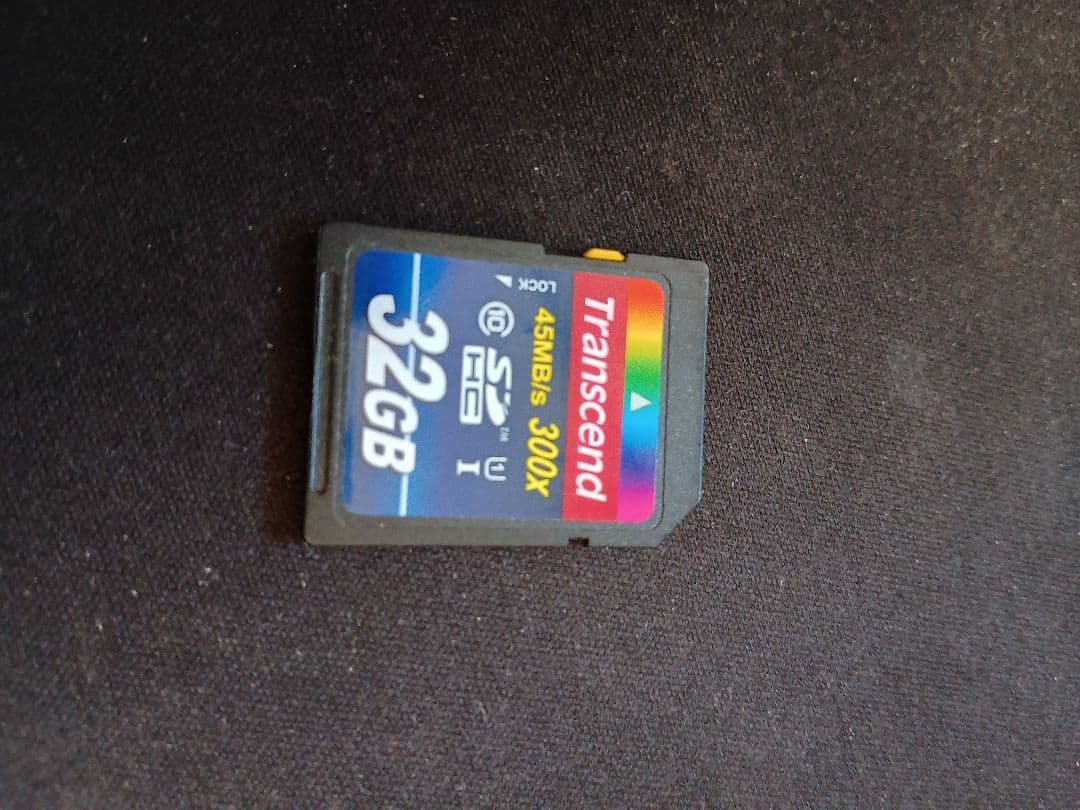 Transcend
45MB/s 300x
LOCK
10 SD HC U1 I
32GB